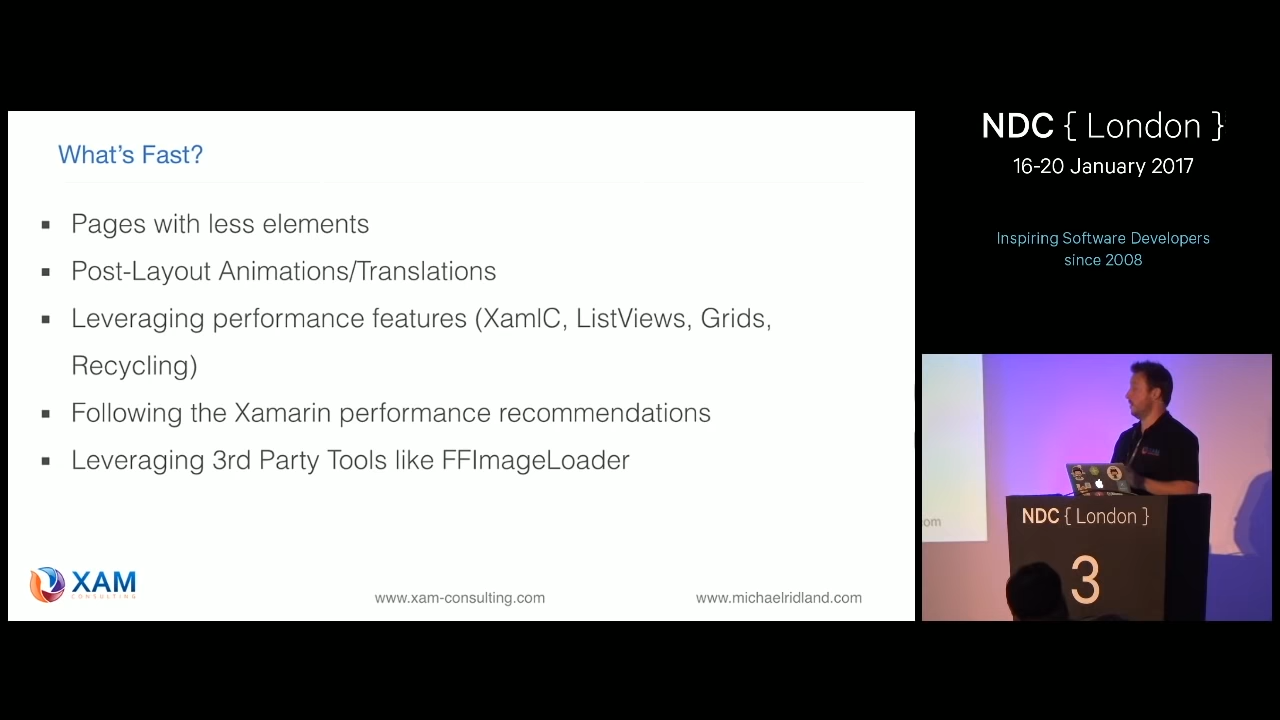 What's Fast?
Pages with less elements
Post-Layout Animations/Translations
Leveraging performance features (XamlC, ListViews, Grids,
Recycling)
Following the Xamarin performance recommendations
Leveraging 3rd Party Tools like FFImageLoader
XAM
CONSULTING
www.xam-consulting.com
www.michaelridland.com
NDC { London }
16-20 January 2017
Inspiring Software Developers
since 2008
om
NDC { London }
3